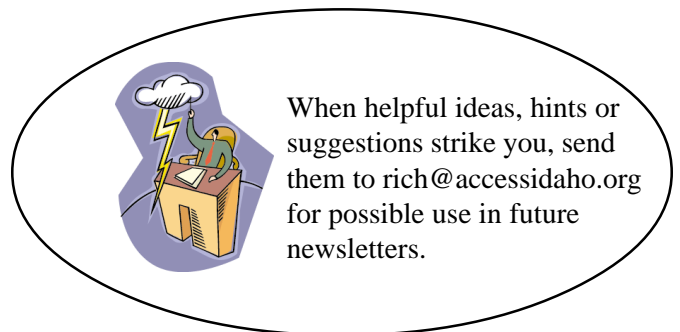 When helpful ideas, hints or
suggestions strike you, send
them to rich@accessidaho.org
for possible use in future
newsletters.